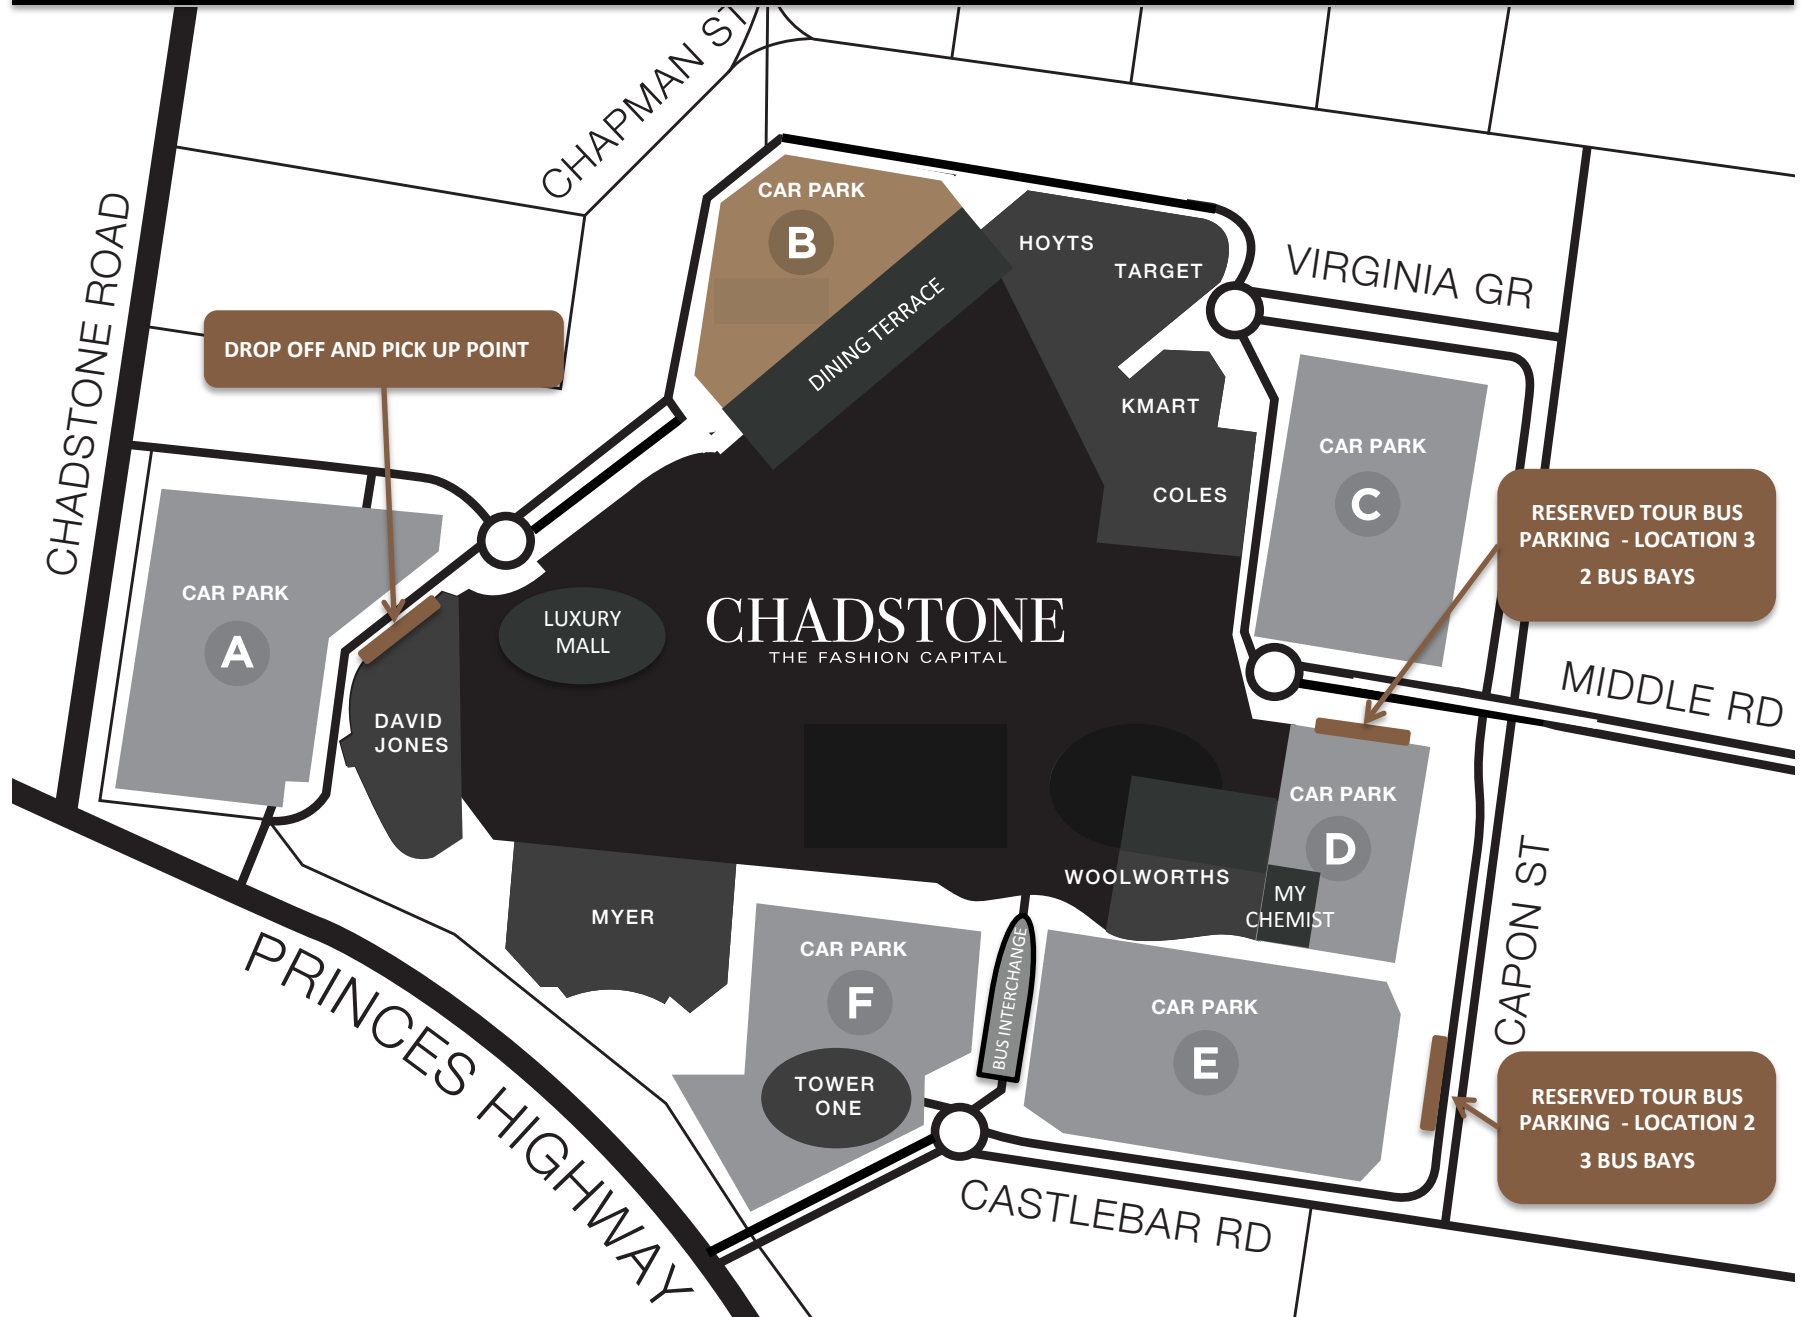 CHAPMAN ST
CHADSTONE ROAD
CAR PARK
B
HOYTS
TARGET
VIRGINIA GR
DROP OFF AND PICK UP POINT
DINING TERRACE
KMART
CAR PARK
C
COLES
RESERVED TOUR BUS
PARKING - LOCATION 3
2 BUS BAYS
CAR PARK
A
LUXURY
MALL
CHADSTONE
THE FASHION CAPITAL
MIDDLE RD
DAVID
JONES
CAR PARK
D
WOOLWORTHS
MY
CHEMIST
CAPON ST
MYER
CAR PARK
F
BUS INTERCHANGE
CAR PARK
E
PRINCES HIGHWAY
TOWER
ONE
RESERVED TOUR BUS
PARKING - LOCATION 2
3 BUS BAYS
CASTLEBAR RD